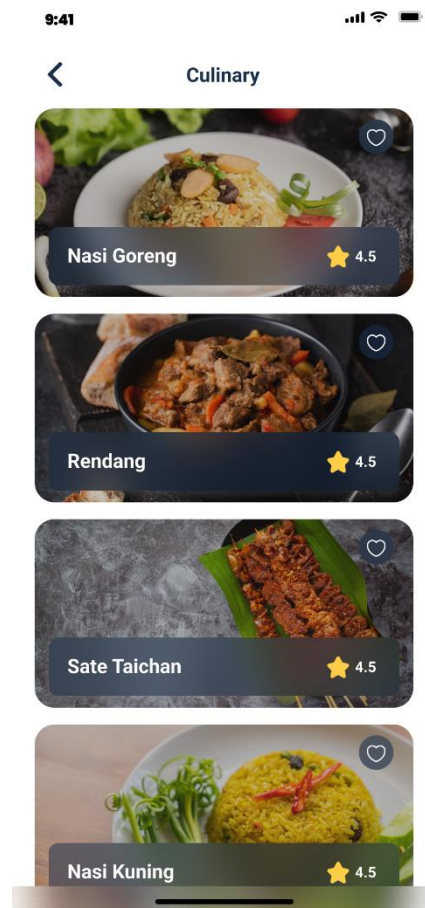 9:41
Culinary
Nasi Goreng 4.5
Rendang 4.5
Sate Taichan 4.5
Nasi Kuning 4.5